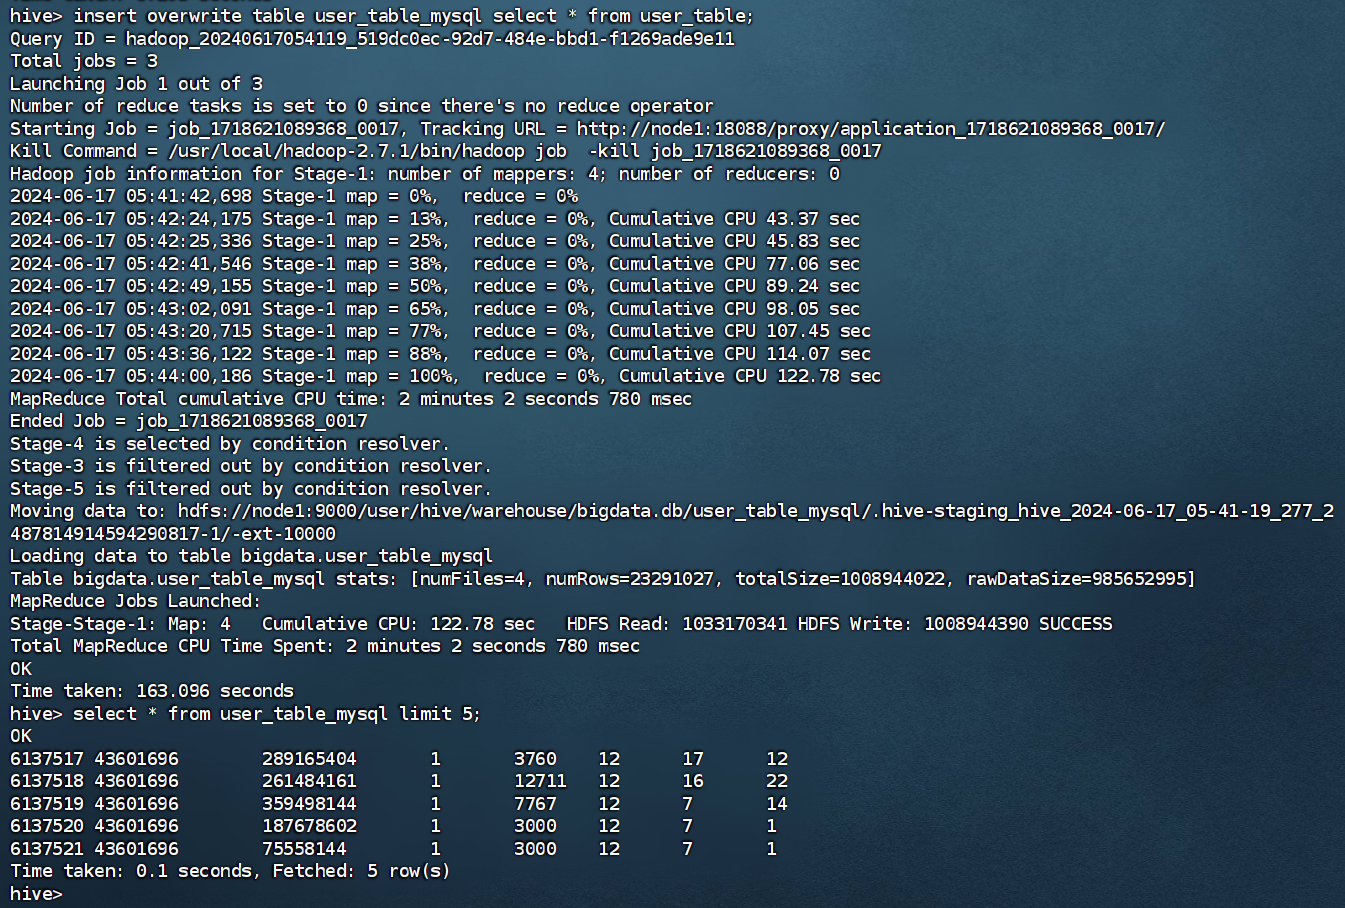 hive> insert overwrite table user_table_mysql select * from user_table;
Query ID = hadoop_20240617054119_519dc0ec-92d7-484e-bbd1-f1269ade9e11
Total jobs = 3
Launching Job 1 out of 3
Number of reduce tasks is set to 0 since there's no reduce operator
Starting Job = job_1718621089368_0017, Tracking URL = http://node1:18088/proxy/application_1718621089368_0017/
Kill Command = /usr/local/hadoop-2.7.1/bin/hadoop job  -kill job_1718621089368_0017
Hadoop job information for Stage-1: number of mappers: 4; number of reducers: 0
2024-06-17 05:41:42,698 Stage-1 map = 0%,  reduce = 0%
2024-06-17 05:42:24,175 Stage-1 map = 13%,  reduce = 0%, Cumulative CPU 43.37 sec
2024-06-17 05:42:25,336 Stage-1 map = 25%,  reduce = 0%, Cumulative CPU 45.83 sec
2024-06-17 05:42:41,546 Stage-1 map = 38%,  reduce = 0%, Cumulative CPU 77.06 sec
2024-06-17 05:42:49,155 Stage-1 map = 50%,  reduce = 0%, Cumulative CPU 89.24 sec
2024-06-17 05:43:02,091 Stage-1 map = 65%,  reduce = 0%, Cumulative CPU 98.05 sec
2024-06-17 05:43:20,715 Stage-1 map = 77%,  reduce = 0%, Cumulative CPU 107.45 sec
2024-06-17 05:43:36,122 Stage-1 map = 88%,  reduce = 0%, Cumulative CPU 114.07 sec
2024-06-17 05:44:00,186 Stage-1 map = 100%,  reduce = 0%, Cumulative CPU 122.78 sec
MapReduce Total cumulative CPU time: 2 minutes 2 seconds 780 msec
Ended Job = job_1718621089368_0017
Stage-4 is selected by condition resolver.
Stage-3 is filtered out by condition resolver.
Stage-5 is filtered out by condition resolver.
Moving data to: hdfs://node1:9000/user/hive/warehouse/bigdata.db/user_table_mysql/.hive-staging_hive_2024-06-17_05-41-19_277_2
487814914594290817-1/-ext-10000
Loading data to table bigdata.user_table_mysql
Table bigdata.user_table_mysql stats: [numFiles=4, numRows=23291027, totalSize=1008944022, rawDataSize=985652995]
MapReduce Jobs Launched:
Stage-Stage-1: Map: 4   Cumulative CPU: 122.78 sec   HDFS Read: 1033170341 HDFS Write: 1008944390 SUCCESS
Total MapReduce CPU Time Spent: 2 minutes 2 seconds 780 msec
OK
Time taken: 163.096 seconds
hive> select * from user_table_mysql limit 5;
OK
6137517 43601696        289165404       1       3760    12      17      12
6137518 43601696        261484161       1       12711   12      16      22
6137519 43601696        359498144       1       7767    12      7       14
6137520 43601696        187678602       1       3000    12      7       1
6137521 43601696        75558144        1       3000    12      7       1
Time taken: 0.1 seconds, Fetched: 5 row(s)
hive>